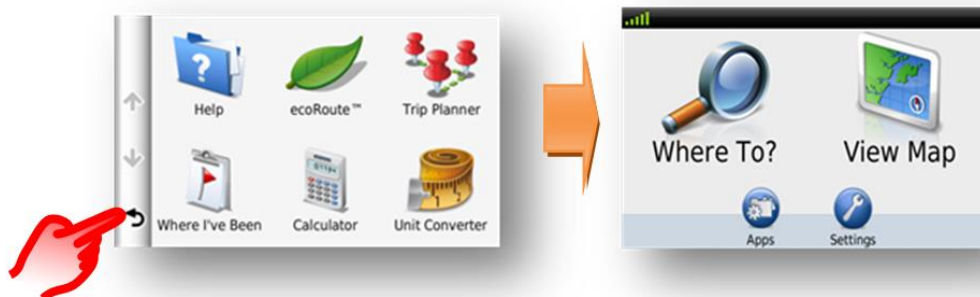 Help
ecoRoute™
Trip Planner
Where I've Been
Calculator
Unit Converter
Where To?
View Map
Apps
Settings